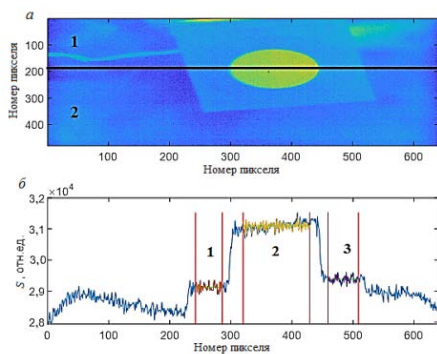 а
Номер пикселя
100
200
300
400
1
2
100 200 300 400 500 600
Номер пикселя
б
3,2 ×10⁴
S, отн.ед.
3,1
3,0
2,9
2,8
1 2 3
0 100 200 300 400 500 600
Номер пикселя